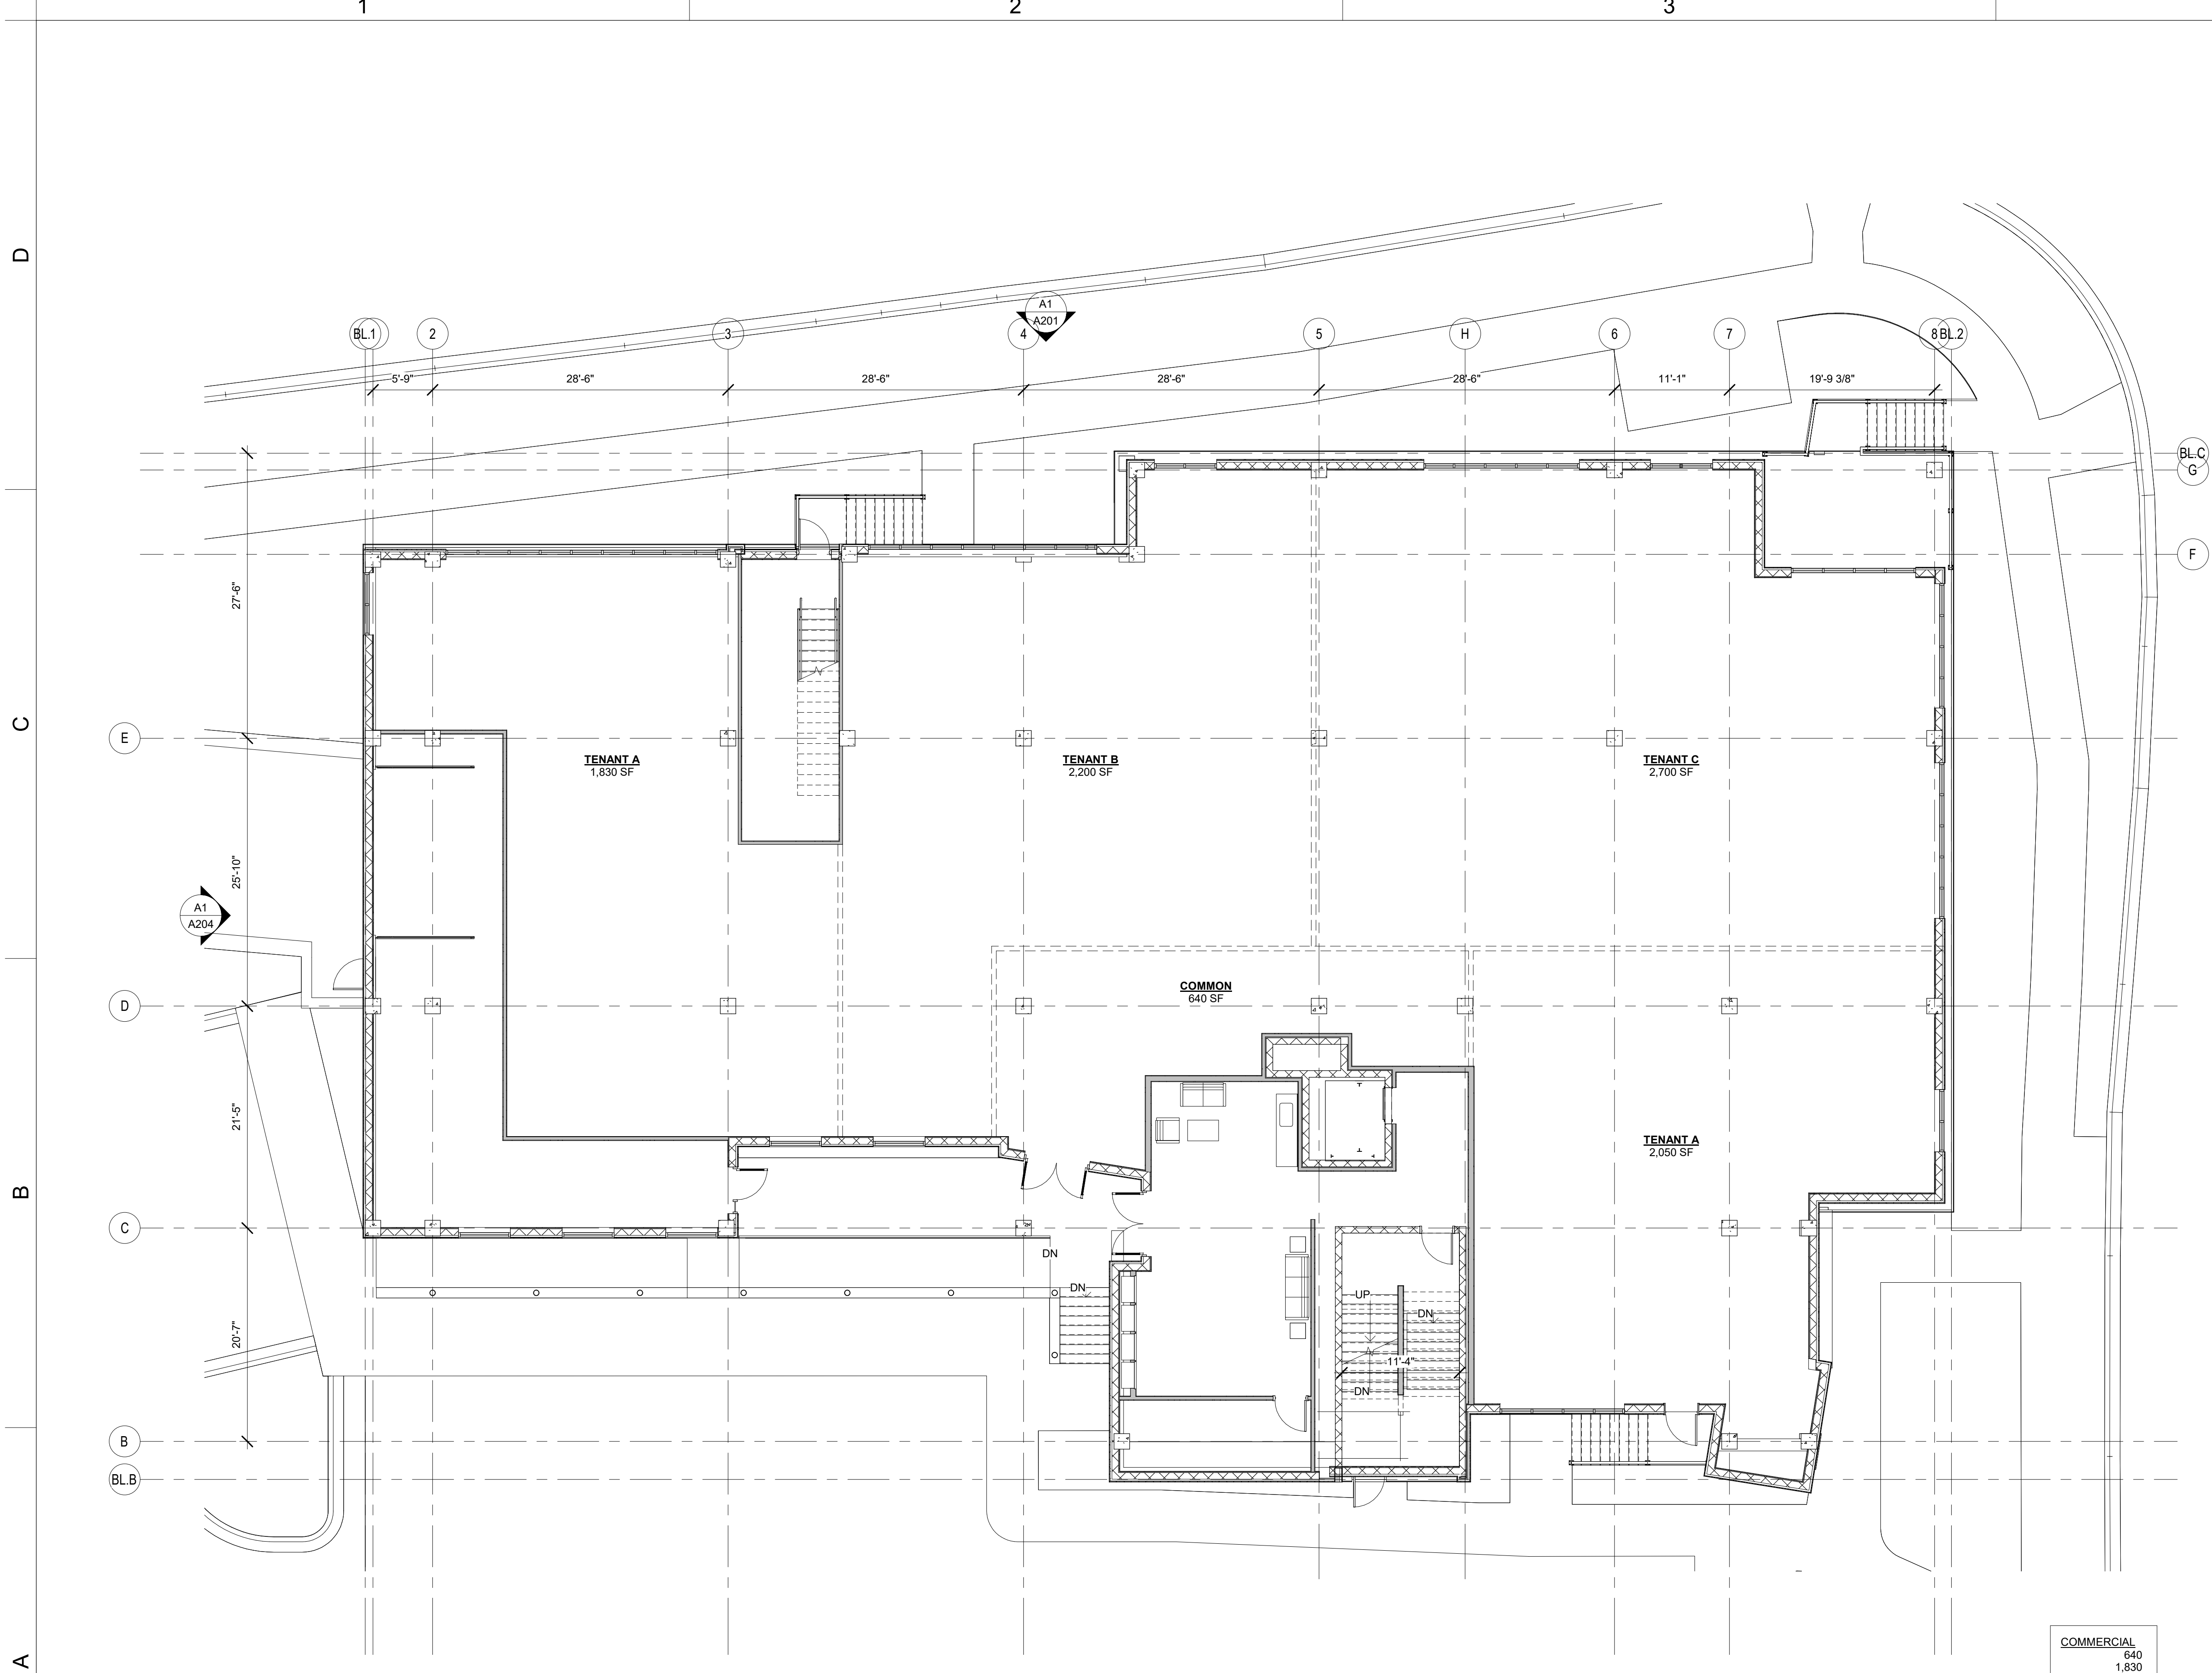 1
2
3
D
A1
A201
BL.1
2
3
4
5
H
6
7
8
BL.2
5'-9"
28'-6"
28'-6"
28'-6"
28'-6"
11'-1"
19'-9 3/8"
BL.C
G
C
F
27'-6"
E
TENANT A
1,830 SF
TENANT B
2,200 SF
TENANT C
2,700 SF
25'-10"
A1
A204
COMMON
640 SF
D
21'-5"
TENANT A
2,050 SF
B
C
DN
DN
UP
DN
20'-7"
11'-4"
DN
B
BL.B
A
COMMERCIAL
640
1,830